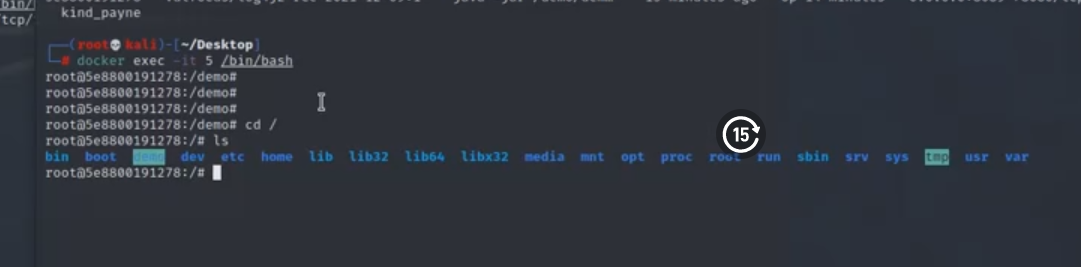 bin/
/tcp/
kind_payne
┌──(root💀kali)-[~/Desktop]
└─# docker exec -it 5 /bin/bash
root@5e8800191278:/demo#
root@5e8800191278:/demo#
root@5e8800191278:/demo#
root@5e8800191278:/demo# cd /
root@5e8800191278:/# ls
bin boot demo dev etc home lib lib32 lib64 libx32 media mnt opt proc root run sbin srv sys tmp usr var
root@5e8800191278:/#
15